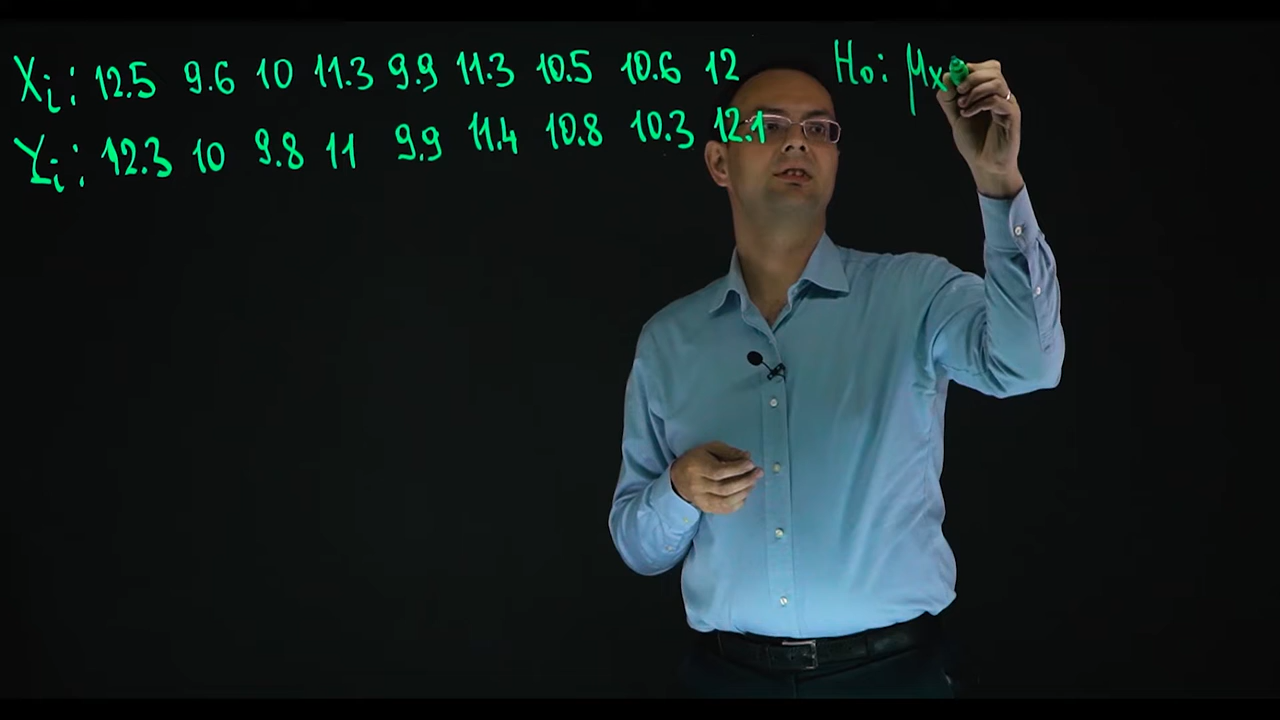 Xi: 12.5 9.6 10 11.3 9.9 11.3 10.5 10.6 12
Yi: 12.3 10 9.8 11 9.9 11.4 10.8 10.3 12.1
H0: μx